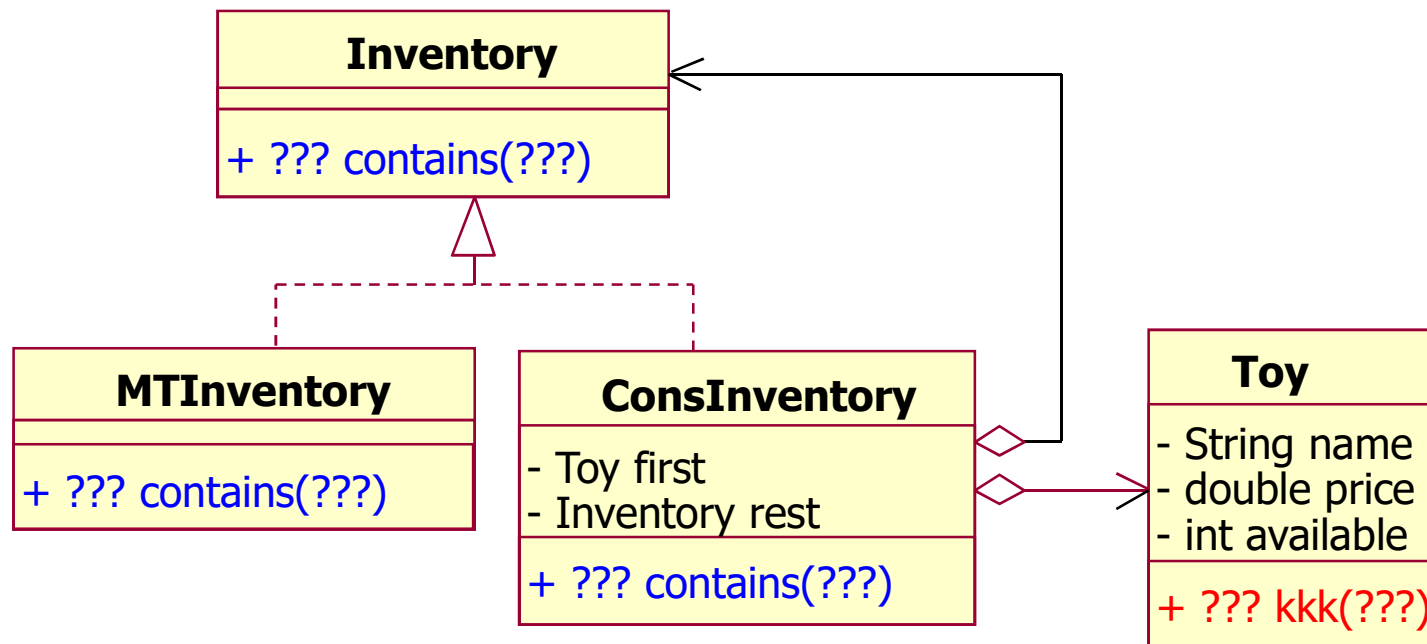 Inventory
+ ??? contains(???)
MTInventory
+ ??? contains(???)
ConsInventory
- Toy first
- Inventory rest
+ ??? contains(???)
Toy
- String name
- double price
- int available
+ ??? kkk(???)